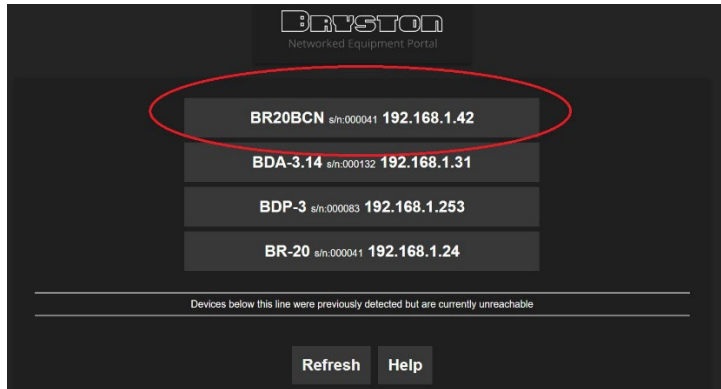 BRYSTON
Networked Equipment Portal
BR20BCN s/n:000041 192.168.1.42
BDA-3.14 s/n:000132 192.168.1.31
BDP-3 s/n:000083 192.168.1.253
BR-20 s/n:000041 192.168.1.24
Devices below this line were previously detected but are currently unreachable
Refresh Help